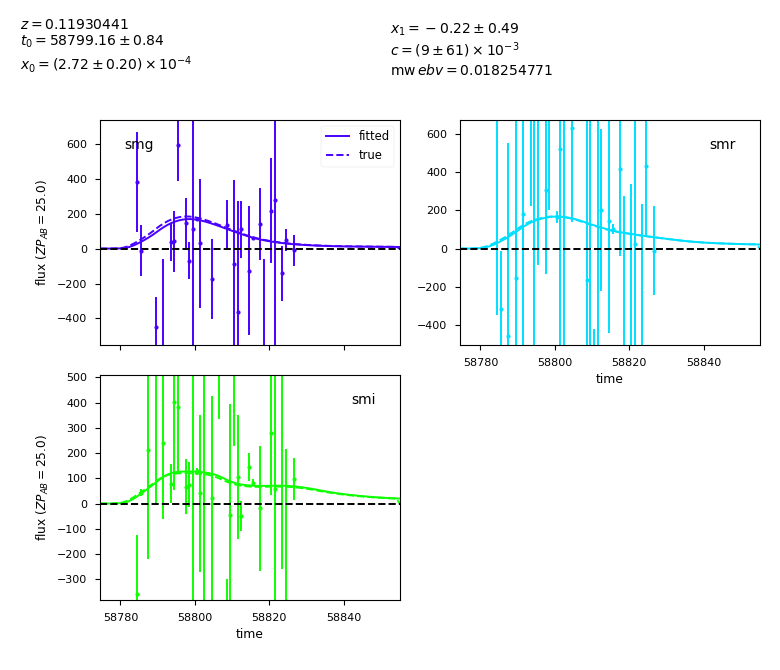 z = 0.11930441
t₀ = 58799.16 ± 0.84
x₀ = (2.72 ± 0.20) × 10⁻⁴
x₁ = −0.22 ± 0.49
c = (9 ± 61) × 10⁻³
mw ebv = 0.018254771
600
400
200
0
−200
−400
flux (ZP_AB = 25.0)
smg
fitted
true
600
400
200
0
−200
−400
smr
58780
58800
58820
58840
time
500
400
300
200
100
0
−100
−200
−300
flux (ZP_AB = 25.0)
smi
58780
58800
58820
58840
time